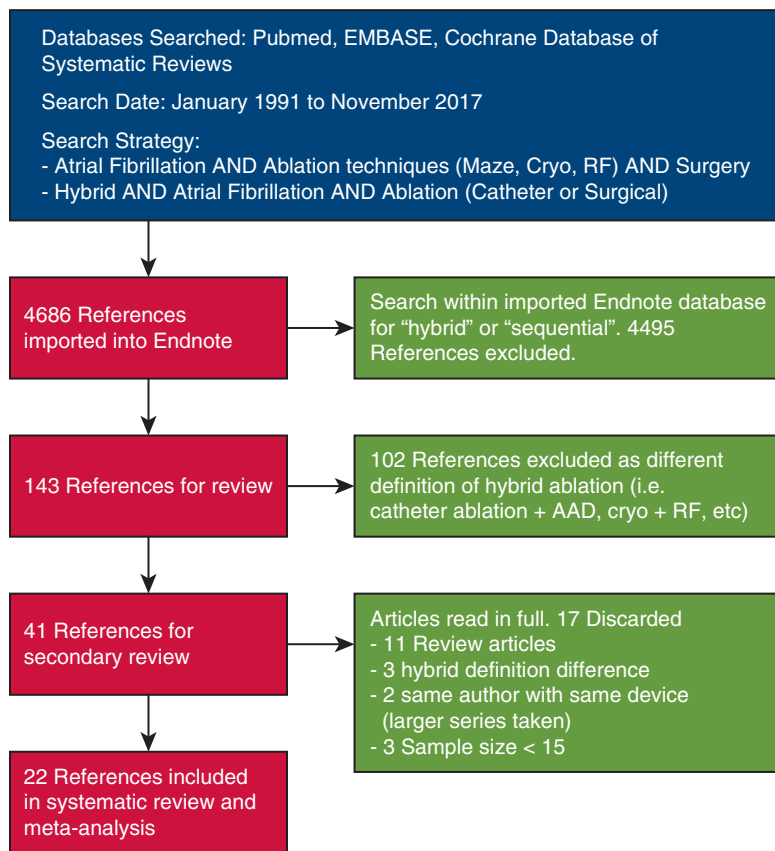 Databases Searched: Pubmed, EMBASE, Cochrane Database of
Systematic Reviews
Search Date: January 1991 to November 2017
Search Strategy:
- Atrial Fibrillation AND Ablation techniques (Maze, Cryo, RF) AND Surgery
- Hybrid AND Atrial Fibrillation AND Ablation (Catheter or Surgical)
4686 References
imported into Endnote
Search within imported Endnote database
for “hybrid” or “sequential”. 4495
References excluded.
143 References for review
102 References excluded as different
definition of hybrid ablation (i.e.
catheter ablation + AAD, cryo + RF, etc)
41 References for
secondary review
Articles read in full. 17 Discarded
- 11 Review articles
- 3 hybrid definition difference
- 2 same author with same device
(larger series taken)
- 3 Sample size < 15
22 References included
in systematic review and
meta-analysis